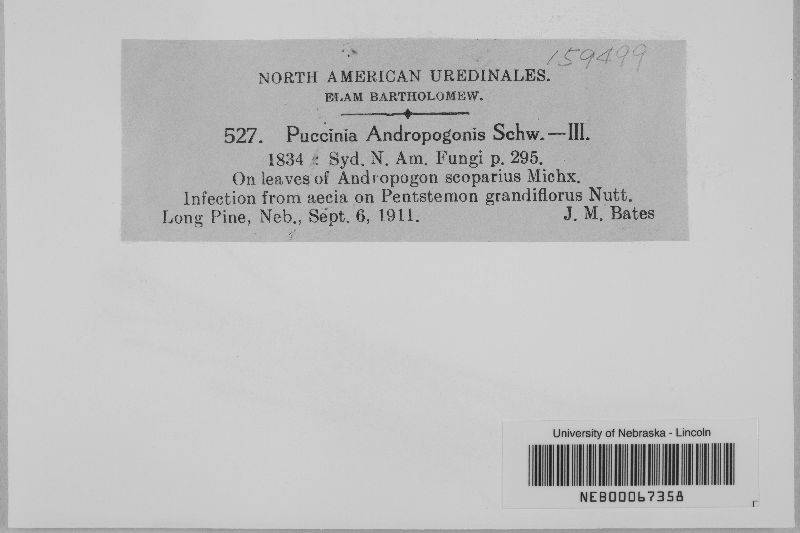 159499
NORTH AMERICAN UREDINALES.
ELAM BARTHOLOMEW.
527. Puccinia Andropogonis Schw.—III.
1834 : Syd. N. Am. Fungi p. 295.
On leaves of Andropogon scoparius Michx.
Infection from aecia on Pentstemon grandiflorus Nutt.
Long Pine, Neb., Sept. 6, 1911. J. M. Bates
University of Nebraska - Lincoln
NEB00067358